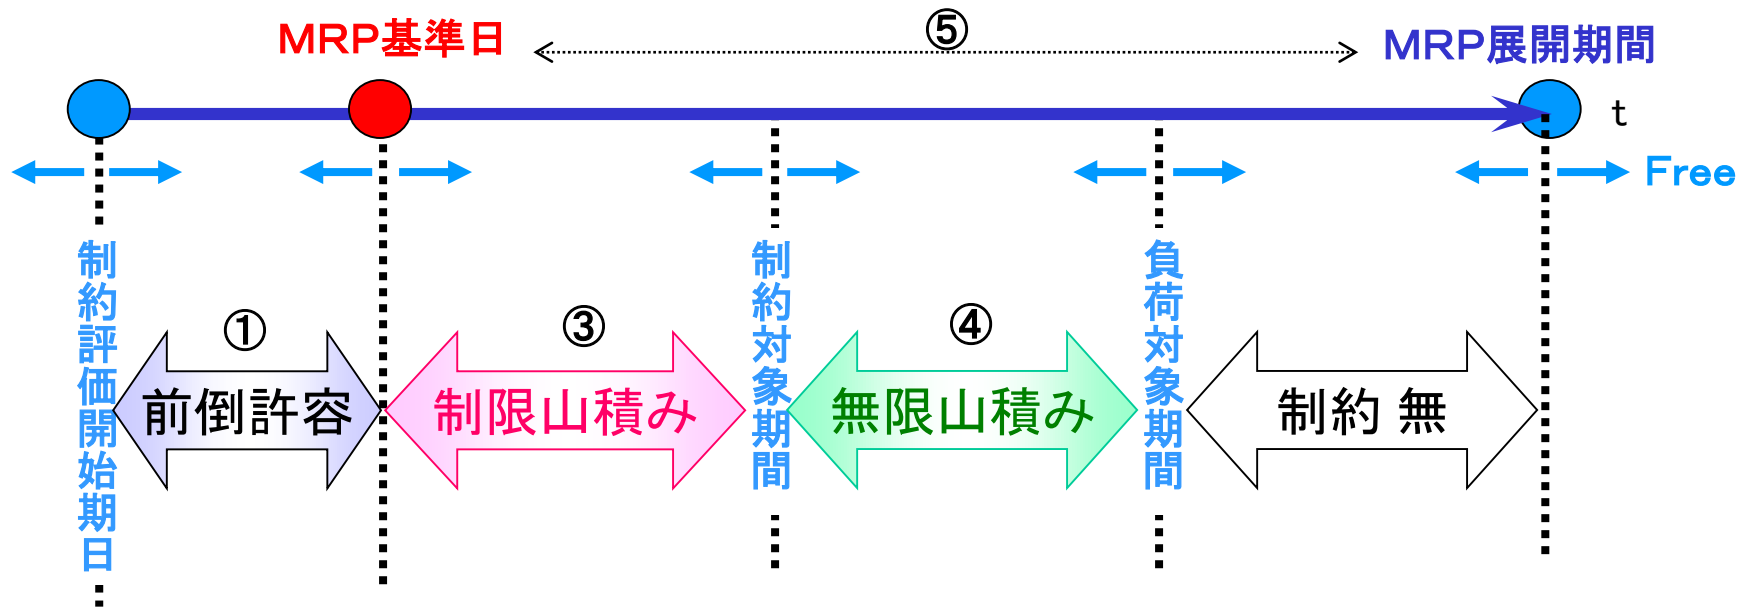 ⑤
MRP基準日
MRP展開期間
t
Free
制約評価開始期日
制約対象期間
負荷対象期間
①
③
④
前倒許容
制限山積み
無限山積み
制約 無